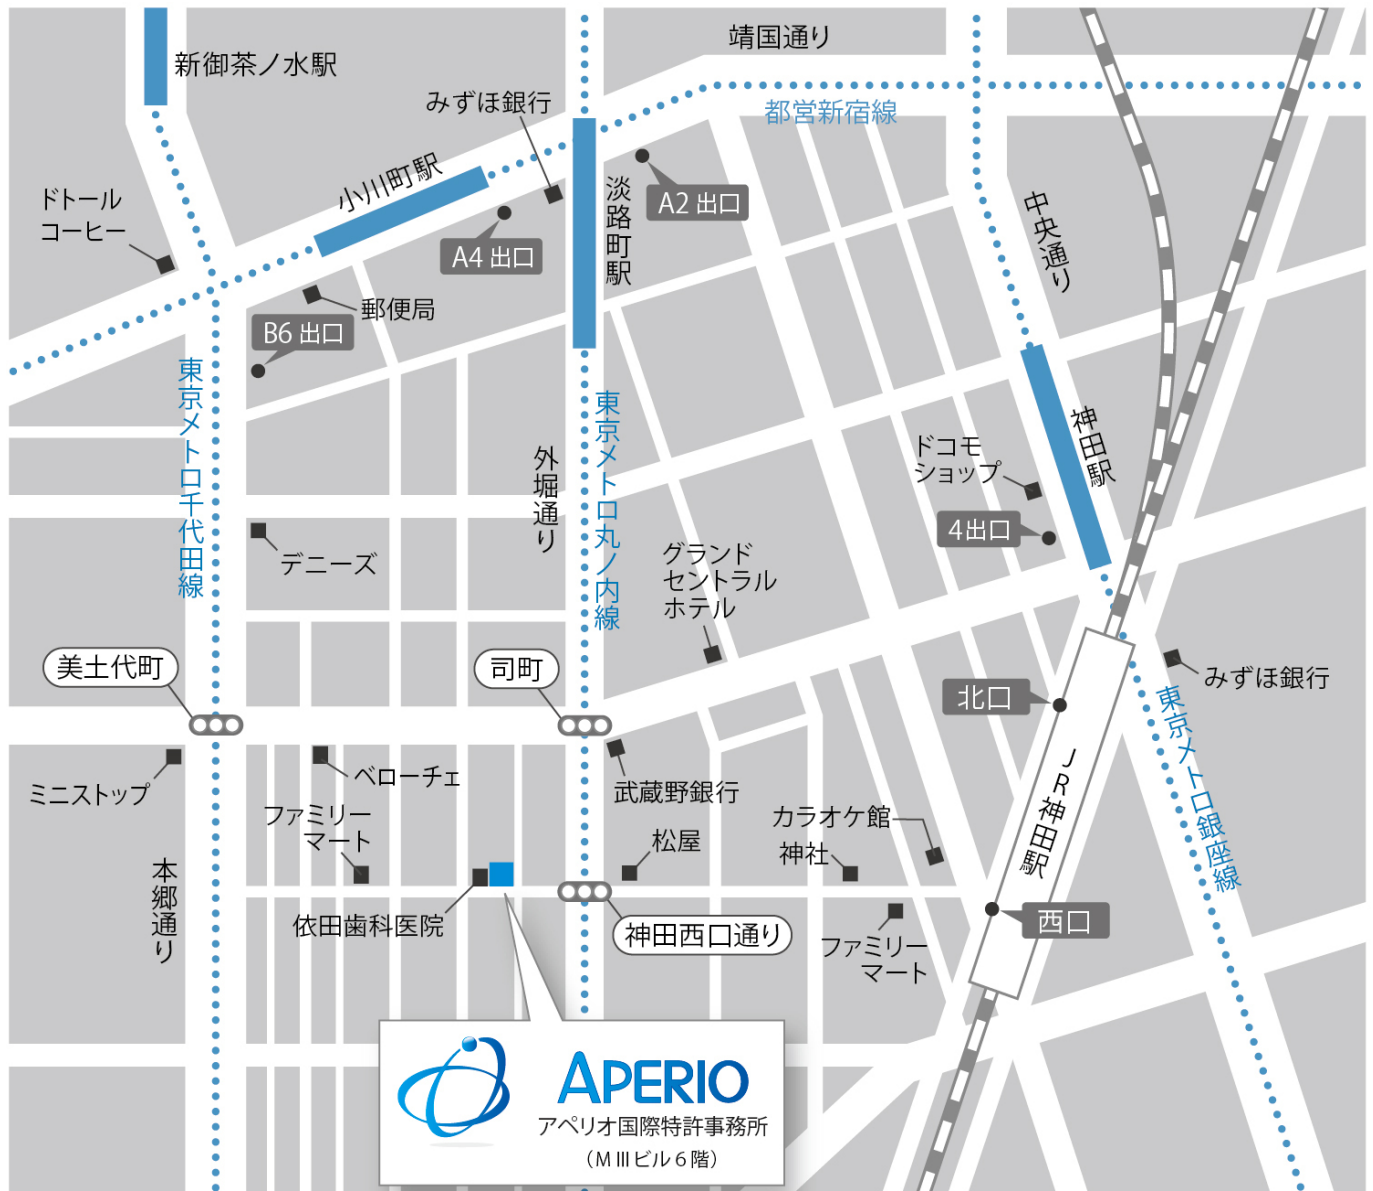 靖国通り
新御茶ノ水駅
みずほ銀行
都営新宿線
小川町駅
ドトール
コーヒー
淡路町駅
A2 出口
中央通り
A4 出口
郵便局
B6 出口
東京メトロ千代田線
東京メトロ丸ノ内線
外堀通り
神田駅
ドコモ
ショップ
4出口
デニーズ
グランド
セントラル
ホテル
美土代町
司町
みずほ銀行
北口
東京メトロ銀座線
JR神田駅
ミニストップ
ベローチェ
武蔵野銀行
ファミリー
マート
松屋
カラオケ館
神社
本郷通り
依田歯科医院
神田西口通り
西口
ファミリー
マート
APERIO
アペリオ国際特許事務所
(MⅢビル6階)